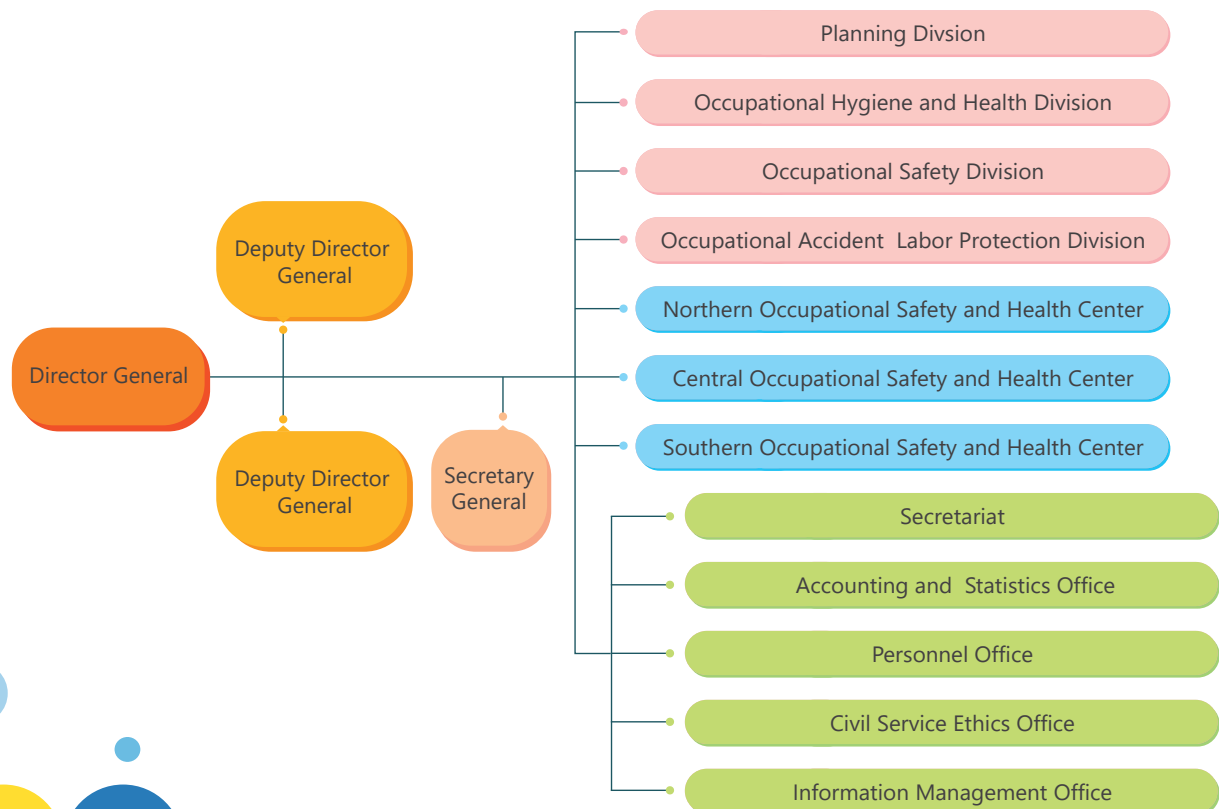 Planning Divsion
Occupational Hygiene and Health Division
Occupational Safety Division
Deputy Director
General
Occupational Accident  Labor Protection Division
Northern Occupational Safety and Health Center
Director General
Central Occupational Safety and Health Center
Southern Occupational Safety and Health Center
Deputy Director
General
Secretary
General
Secretariat
Accounting and  Statistics Office
Personnel Office
Civil Service Ethics Office
Information Management Office